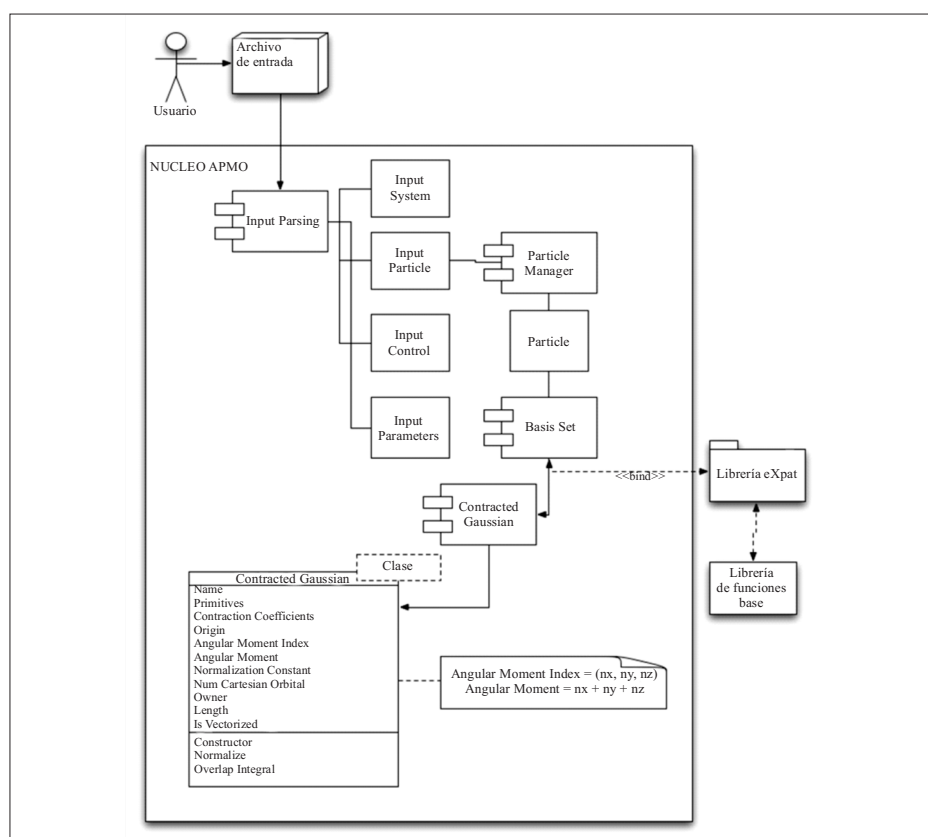 Archivo
de entrada
Usuario
NUCLEO APMO
Input Parsing
Input
System
Input
Particle
Particle
Manager
Input
Control
Particle
Input
Parameters
Basis Set
<<bind>>
Librería eXpat
Contracted
Gaussian
Librería
de funciones
base
Clase
Contracted Gaussian
Name
Primitives
Contraction Coefficients
Origin
Angular Moment Index
Angular Moment
Normalization Constant
Num Cartesian Orbital
Owner
Length
Is Vectorized
Constructor
Normalize
Overlap Integral
Angular Moment Index = (nx, ny, nz)
Angular Moment = nx + ny + nz